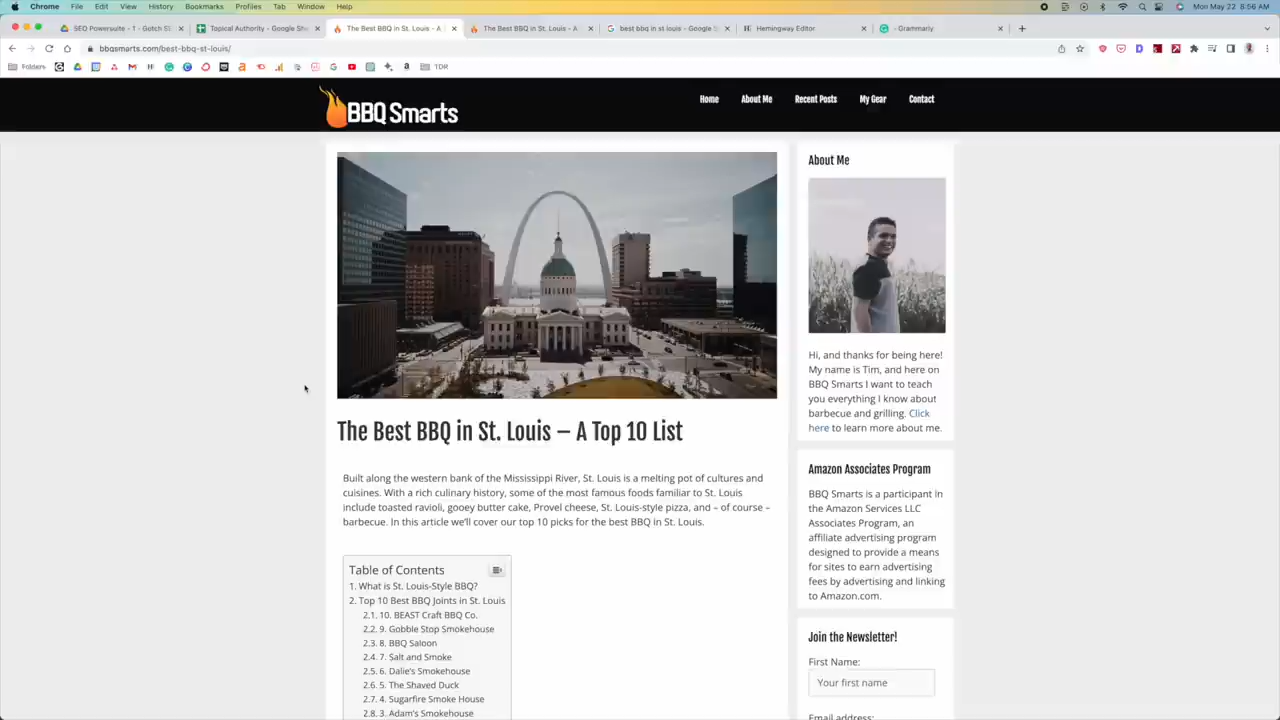 Chrome File Edit View History Bookmarks Profiles Tab Window Help
Mon May 22 8:56 AM
SEO Powersuite - 1 - Gotch S
Topical Authority - Google She
The Best BBQ in St. Louis – A
The Best BBQ in St. Louis – A
best bbq in st louis - Google S
Hemingway Editor
- Grammarly
bbqsmarts.com/best-bbq-st-louis/
Folders
TDR
BBQ Smarts
Home About Me Recent Posts My Gear Contact
The Best BBQ in St. Louis – A Top 10 List
Built along the western bank of the Mississippi River, St. Louis is a melting pot of cultures and
cuisines. With a rich culinary history, some of the most famous foods familiar to St. Louis
include toasted ravioli, gooey butter cake, Provel cheese, St. Louis-style pizza, and – of course –
barbecue. In this article we'll cover our top 10 picks for the best BBQ in St. Louis.
Table of Contents
1. What is St. Louis-Style BBQ?
2. Top 10 Best BBQ Joints in St. Louis
2.1. 10. BEAST Craft BBQ Co.
2.2. 9. Gobble Stop Smokehouse
2.3. 8. BBQ Saloon
2.4. 7. Salt and Smoke
2.5. 6. Dalie's Smokehouse
2.6. 5. The Shaved Duck
2.7. 4. Sugarfire Smoke House
2.8. 3. Adam's Smokehouse
About Me
Hi, and thanks for being here!
My name is Tim, and here on
BBQ Smarts I want to teach
you everything I know about
barbecue and grilling. Click
here to learn more about me.
Amazon Associates Program
BBQ Smarts is a participant in
the Amazon Services LLC
Associates Program, an
affiliate advertising program
designed to provide a means
for sites to earn advertising
fees by advertising and linking
to Amazon.com.
Join the Newsletter!
First Name:
Your first name
Email address: